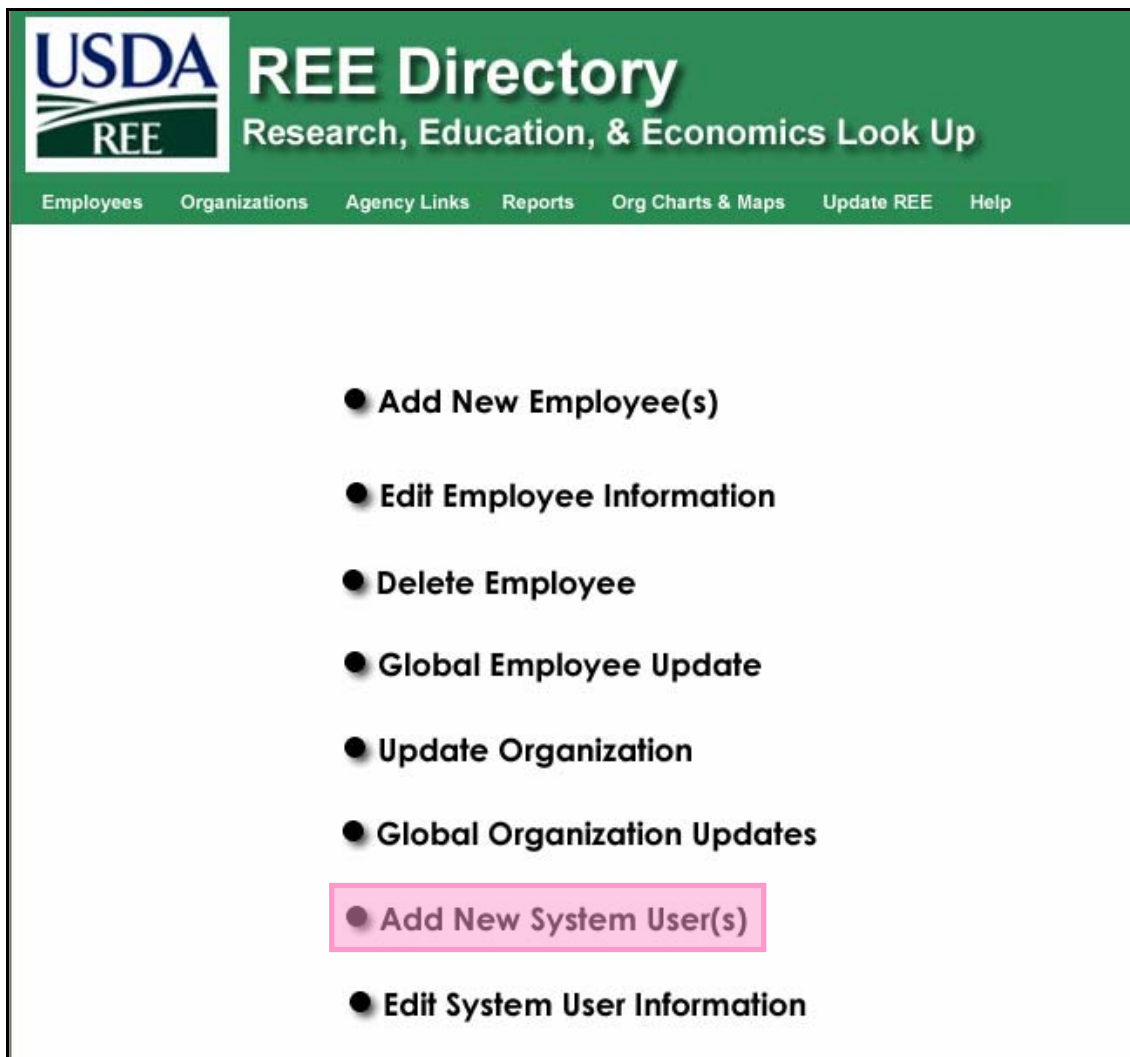 USDA
REE
REE Directory
Research, Education, & Economics Look Up
Employees Organizations Agency Links Reports Org Charts & Maps Update REE Help
● Add New Employee(s)
● Edit Employee Information
● Delete Employee
● Global Employee Update
● Update Organization
● Global Organization Updates
● Add New System User(s)
● Edit System User Information